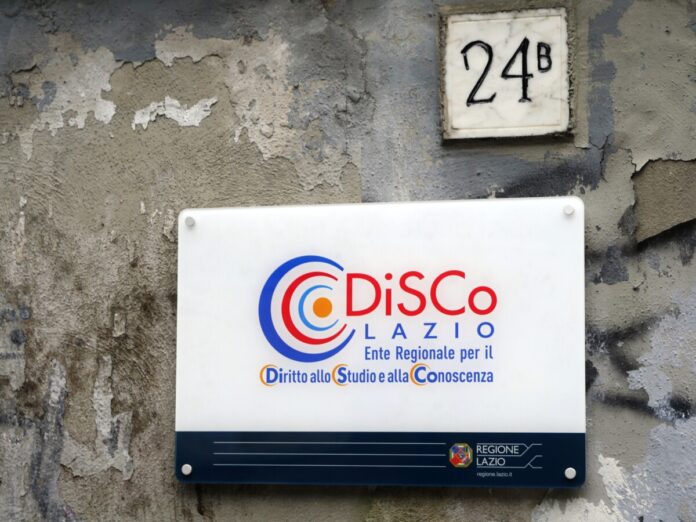 24B
DiSCo
LAZIO
Ente Regionale per il
Diritto allo Studio e alla Conoscenza
REGIONE
LAZIO
regione.lazio.it